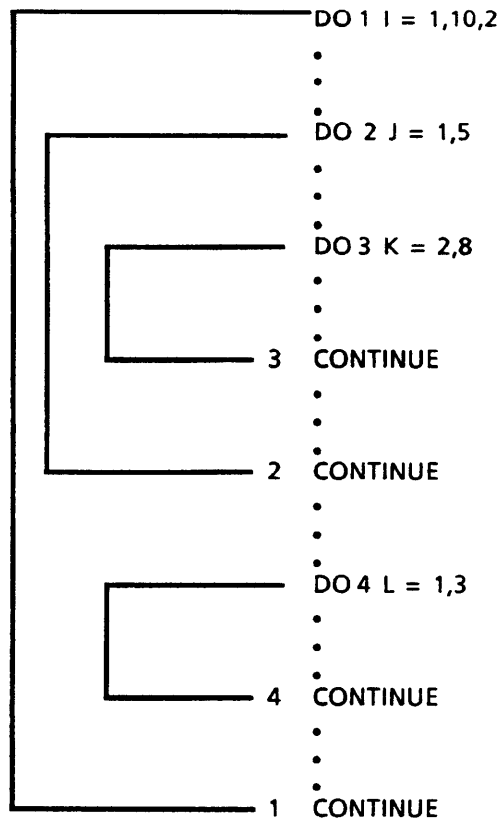 DO 1 I = 1,10,2
DO 2 J = 1,5
DO 3 K = 2,8
3 CONTINUE
2 CONTINUE
DO 4 L = 1,3
4 CONTINUE
1 CONTINUE